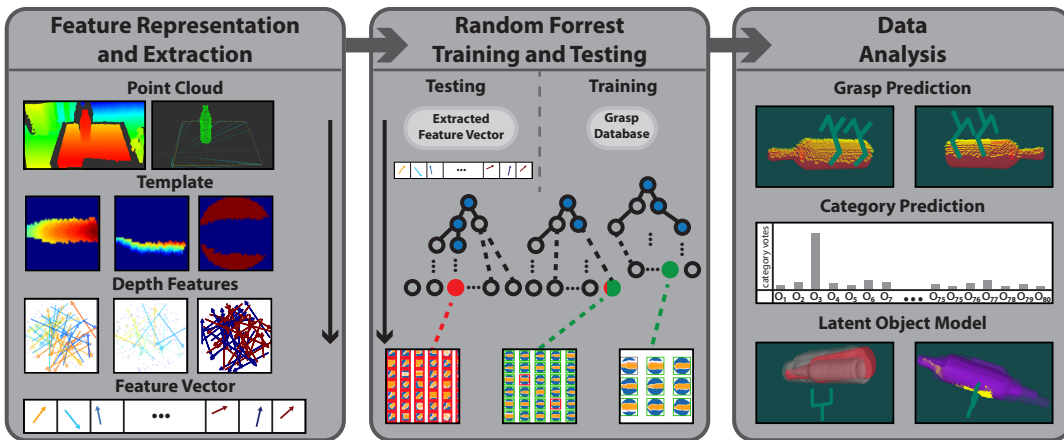 Feature Representation
and Extraction
Point Cloud
Template
Depth Features
Feature Vector
•••
Random Forrest
Training and Testing
Testing
Training
Extracted
Feature Vector
Grasp
Database
•••
Data
Analysis
Grasp Prediction
Category Prediction
category votes
O1 O2 O3 O4 O5 O6 O7 ••• O75 O75 O76 O77 O78 O79 O80
Latent Object Model